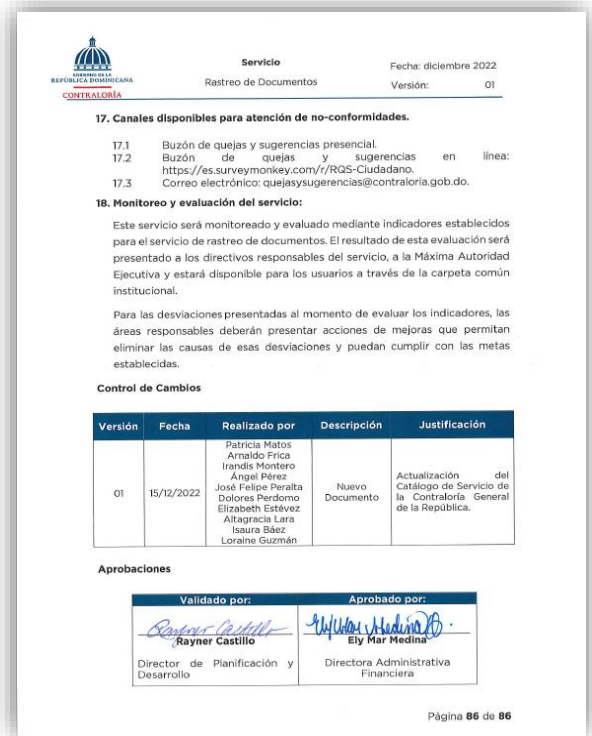 GOBIERNO DE LA
REPÚBLICA DOMINICANA
CONTRALORÍA
Servicio
Rastreo de Documentos
Fecha: diciembre 2022
Versión: 01
17. Canales disponibles para atención de no-conformidades.
17.1 Buzón de quejas y sugerencias presencial.
17.2 Buzón de quejas y sugerencias en línea:
https://es.surveymonkey.com/r/RQS-Ciudadano.
17.3 Correo electrónico: quejasysugerencias@contraloria.gob.do.
18. Monitoreo y evaluación del servicio:
Este servicio será monitoreado y evaluado mediante indicadores establecidos
para el servicio de rastreo de documentos. El resultado de esta evaluación será
presentado a los directivos responsables del servicio, a la Máxima Autoridad
Ejecutiva y estará disponible para los usuarios a través de la carpeta común
institucional.
Para las desviaciones presentadas al momento de evaluar los indicadores, las
áreas responsables deberán presentar acciones de mejoras que permitan
eliminar las causas de esas desviaciones y puedan cumplir con las metas
establecidas.
Control de Cambios
Versión Fecha Realizado por Descripción Justificación
01
15/12/2022
Patricia Matos
Arnaldo Frica
Irandis Montero
Ángel Pérez
José Felipe Peralta
Dolores Perdomo
Elizabeth Estévez
Altagracia Lara
Isaura Báez
Loraine Guzmán
Nuevo
Documento
Actualización del
Catálogo de Servicio de
la Contraloría General
de la República.
Aprobaciones
Validado por:
Rayner Castillo
Rayner Castillo
Director de Planificación y
Desarrollo
Aprobado por:
Ely Mar Medina
Ely Mar Medina
Directora Administrativa
Financiera
Página 86 de 86